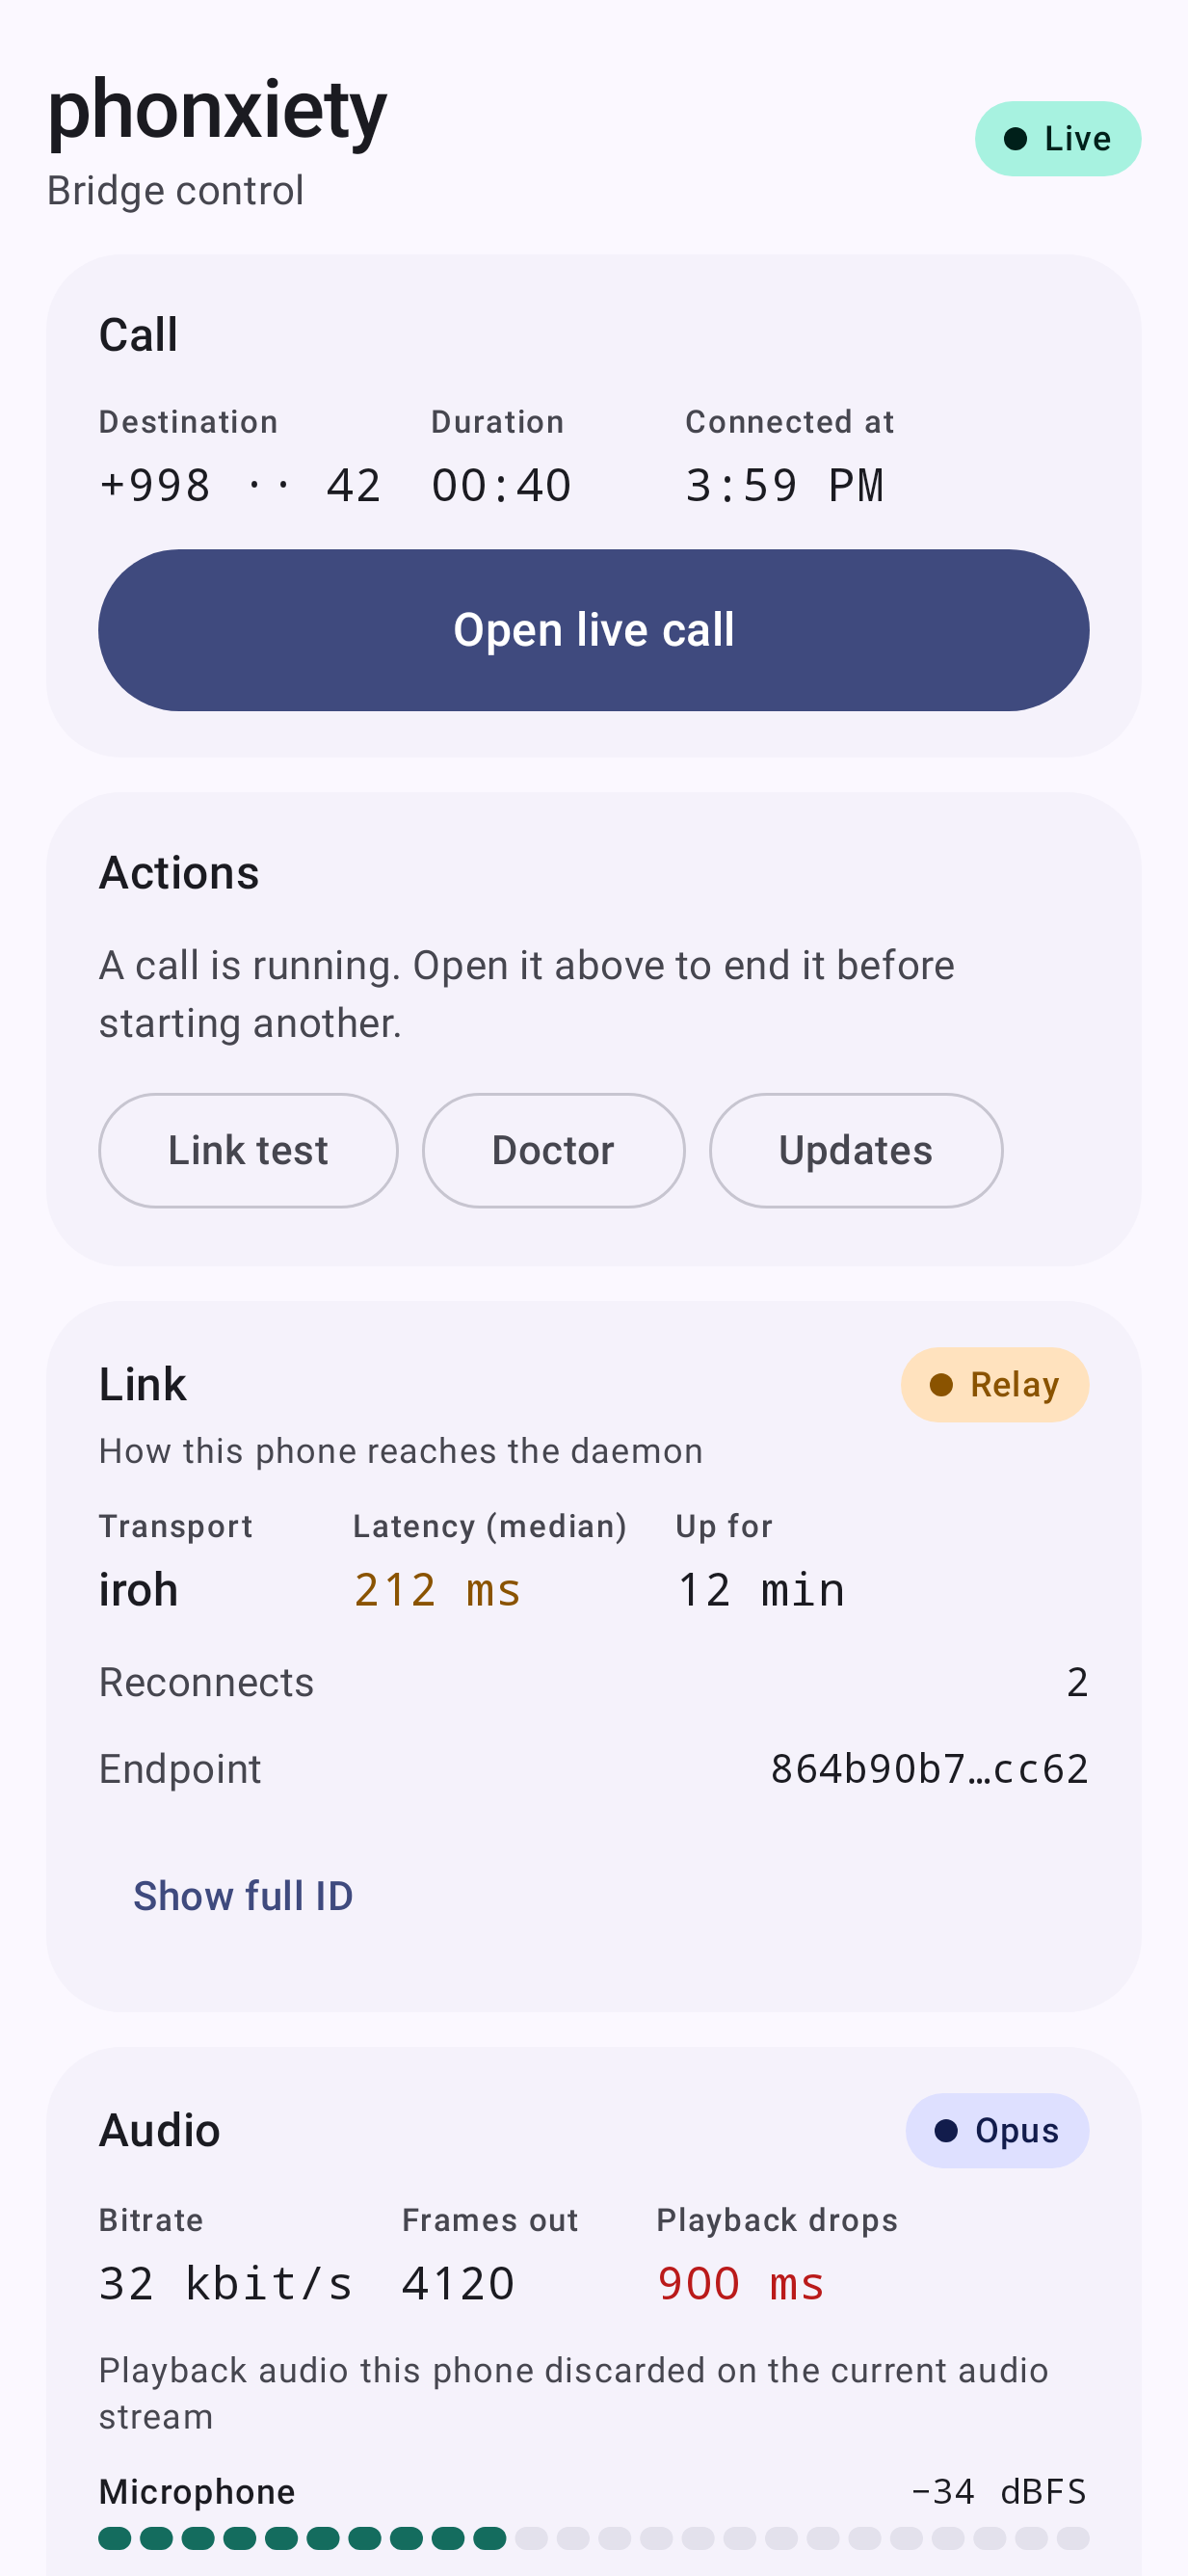 phonxiety
Live
Bridge control
Call
Destination Duration Connected at
+998 ·· 42 00:40 3:59 PM
Open live call
Actions
A call is running. Open it above to end it before
starting another.
Link test Doctor Updates
Link Relay
How this phone reaches the daemon
Transport Latency (median) Up for
iroh 212 ms 12 min
Reconnects 2
Endpoint 864b90b7…cc62
Show full ID
Audio Opus
Bitrate Frames out Playback drops
32 kbit/s 4120 900 ms
Playback audio this phone discarded on the current audio
stream
Microphone −34 dBFS